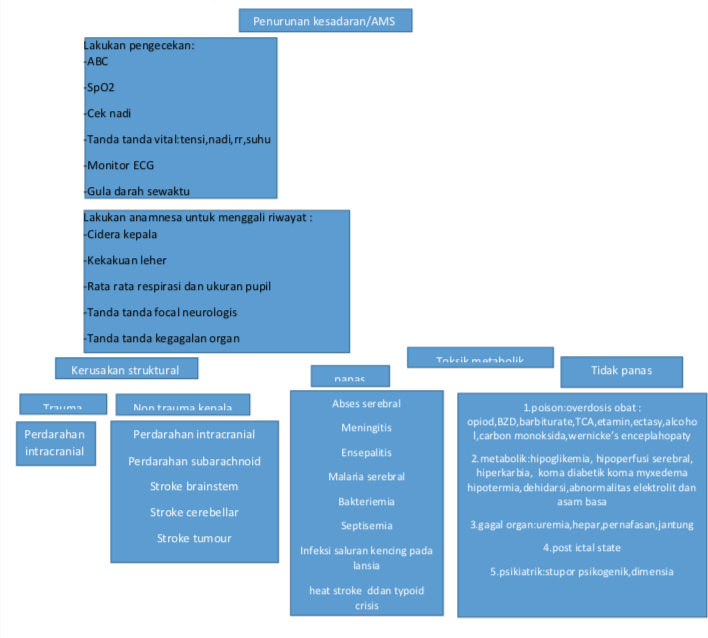 Penurunan kesadaran/AMS
Lakukan pengecekan:
-ABC
-SpO2
-Cek nadi
-Tanda tanda vital:tensi,nadi,rr,suhu
-Monitor ECG
-Gula darah sewaktu
Lakukan anamnesa untuk menggali riwayat :
-Cidera kepala
-Kekakuan leher
-Rata rata respirasi dan ukuran pupil
-Tanda tanda focal neurologis
-Tanda tanda kegagalan organ
Kerusakan struktural
Trauma
Perdarahan
intracranial
Non trauma kepala
Perdarahan intracranial
Perdarahan subarachnoid
Stroke brainstem
Stroke cerebellar
Stroke tumour
Toksik metabolik
panas
Abses serebral
Meningitis
Ensepalitis
Malaria serebral
Bakteriemia
Septisemia
Infeksi saluran kencing pada
lansia
heat stroke ddan typoid
crisis
Tidak panas
1.poison:overdosis obat :
opiod,BZD,barbiturate,TCA,etamin,ectasy,alcoho
l,carbon monoksida,wernicke's enceplahopaty
2.metabolik:hipoglikemia, hipoperfusi serebral,
hiperkarbia, koma diabetik koma myxedema
hipotermia,dehidarsi,abnormalitas elektrolit dan
asam basa
3.gagal organ:uremia,hepar,pernafasan,jantung
4.post ictal state
5.psikiatrik:stupor psikogenik,dimensia